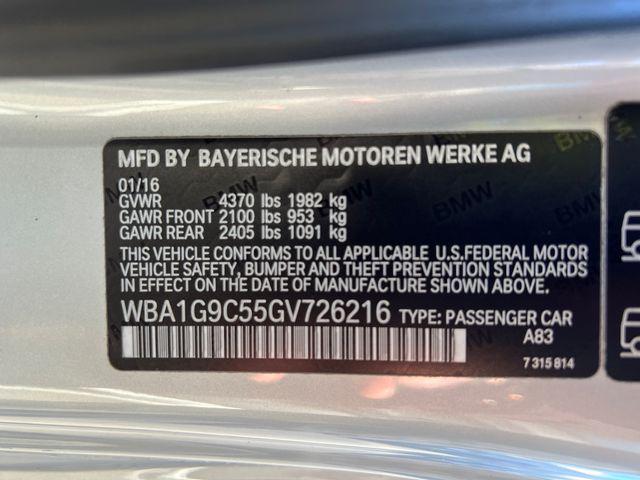 MFD BY BAYERISCHE MOTOREN WERKE AG
01/16
GVWR 4370 lbs 1982 kg
GAWR FRONT 2100 lbs 953 kg
GAWR REAR 2405 lbs 1091 kg
THIS VEHICLE CONFORMS TO ALL APPLICABLE U.S.FEDERAL MOTOR
VEHICLE SAFETY, BUMPER AND THEFT PREVENTION STANDARDS
IN EFFECT ON THE DATE OF MANUFACTURE SHOWN ABOVE.
WBA1G9C55GV726216 TYPE: PASSENGER CAR
A83
7 315 814